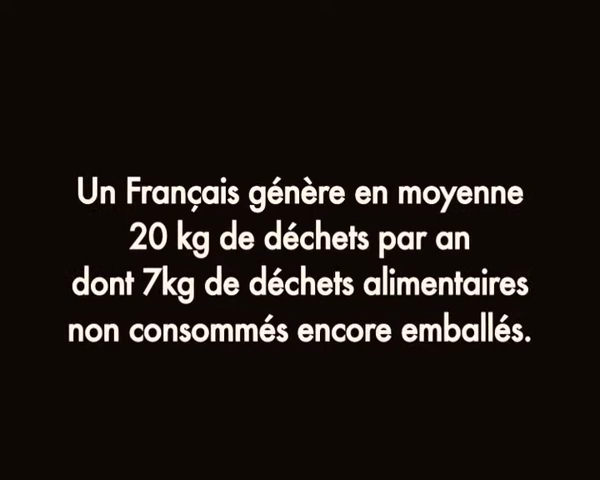 Un Français génère en moyenne
20 kg de déchets par an
dont 7kg de déchets alimentaires
non consommés encore emballés.